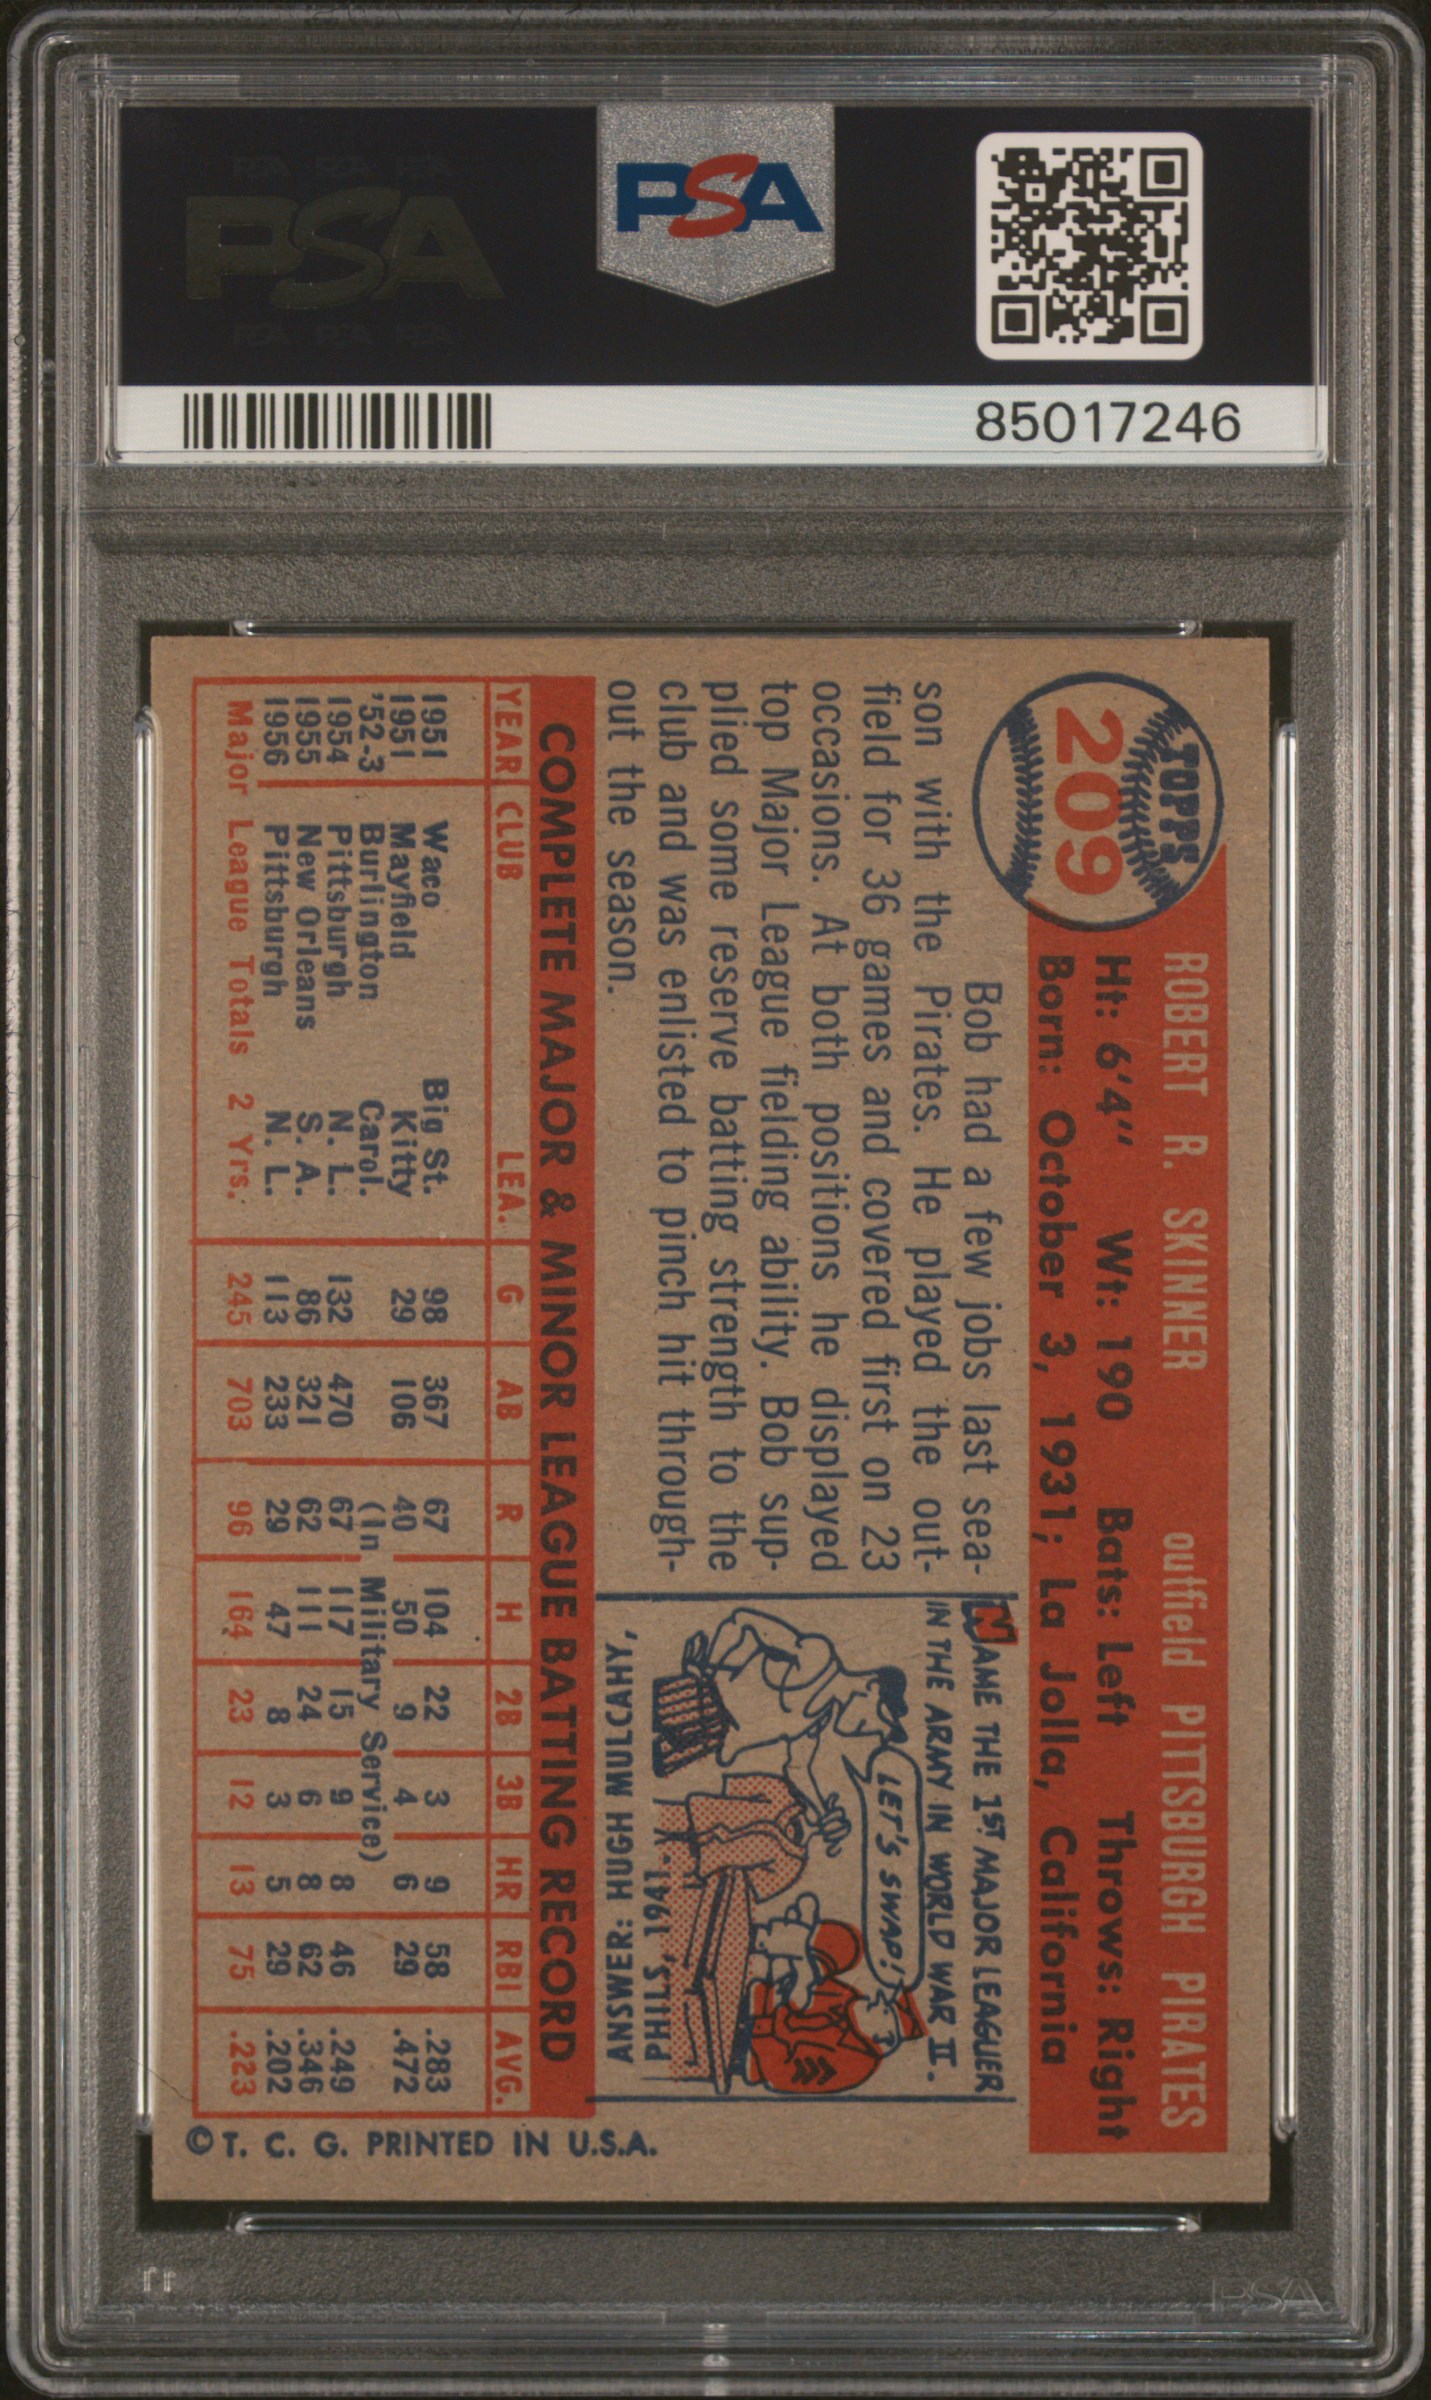 PSA
PSA
85017246
TOPPS
209
ROBERT R. SKINNER outfield PITTSBURGH PIRATES
Ht: 6'4" Wt: 190 Bats: Left Throws: Right
Born: October 3, 1931; La Jolla, California
Bob had a few jobs last sea-
son with the Pirates. He played the out-
field for 36 games and covered first on 23
occasions. At both positions he displayed
top Major League fielding ability. Bob sup-
plied some reserve batting strength to the
club and was enlisted to pinch hit through-
out the season.
NAME THE 1ST MAJOR LEAGUER
IN THE ARMY IN WORLD WAR II.
LET'S SWAP!
ANSWER: HUGH MULCAHY,
PHILS, 1941
COMPLETE MAJOR & MINOR LEAGUE BATTING RECORD
YEAR CLUB LEA. G AB R H 2B 3B HR RBI AVG.
1951 Waco Big St. 98 367 67 104 22 3 9 58 .283
1951 Mayfield Kitty 29 106 40 50 9 4 6 29 .472
'52-3 Burlington Carol. (In Military Service)
1954 Pittsburgh N. L. 132 470 67 117 15 9 8 46 .249
1955 New Orleans S. A. 86 321 62 111 24 6 8 62 .346
1956 Pittsburgh N. L. 113 233 29 47 8 3 5 29 .202
Major League Totals 2 Yrs. 245 703 96 164 23 12 13 75 .223
© T. C. G. PRINTED IN U.S.A.
PSA